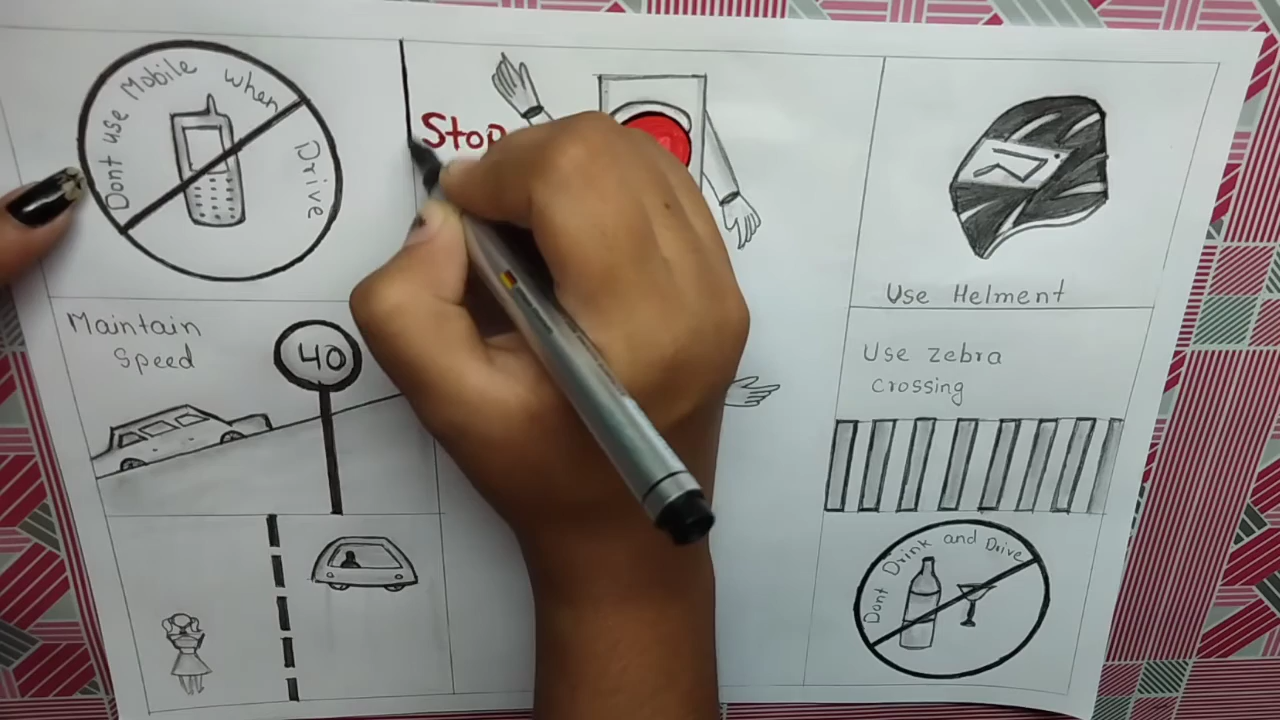 Dont use Mobile when Drive
Stop
Use Helment
Maintain
Speed
40
Use zebra
crossing
Dont Drink and Drive